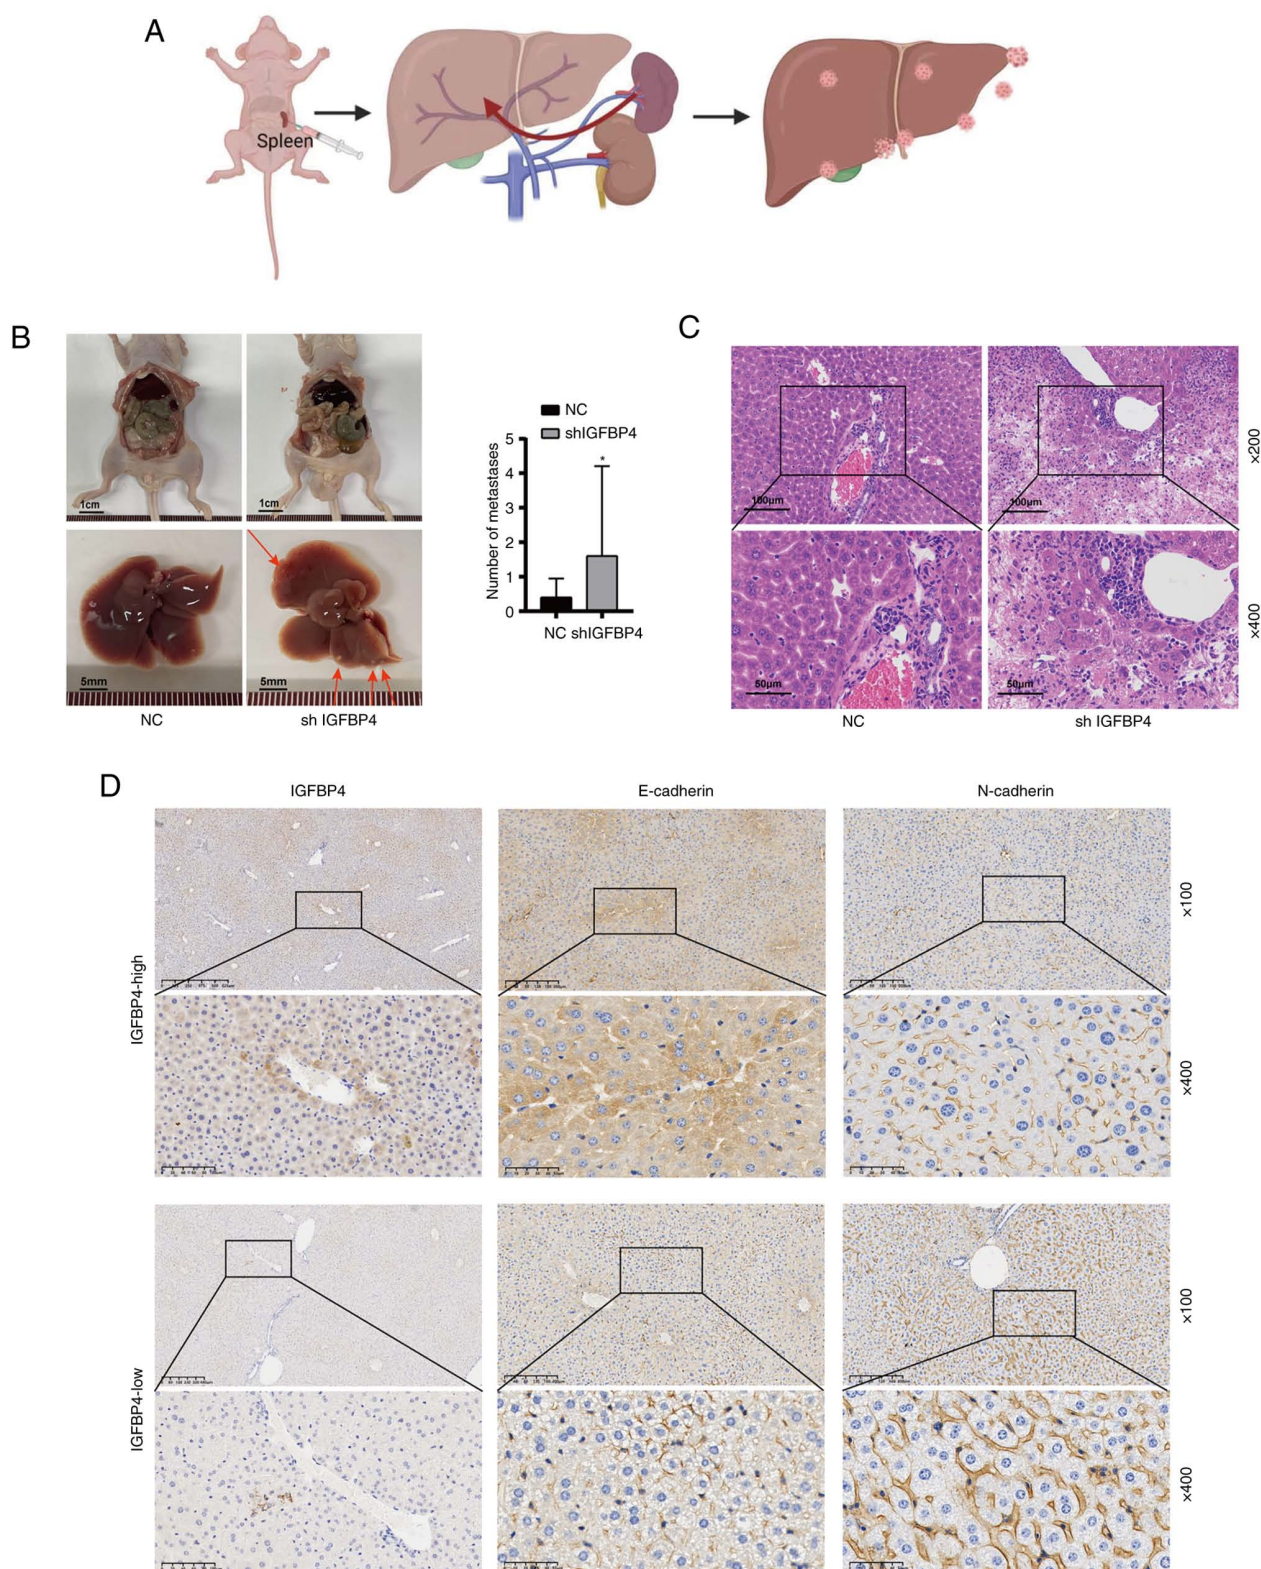 A
Spleen
B
1cm
1cm
5mm
5mm
NC
sh IGFBP4
NC
shIGFBP4
Number of metastases
5
4
3
2
1
0
*
NC shIGFBP4
C
100μm
100μm
×200
50μm
50μm
×400
NC
sh IGFBP4
D
IGFBP4
E-cadherin
N-cadherin
IGFBP4-high
×100
×400
IGFBP4-low
×100
×400